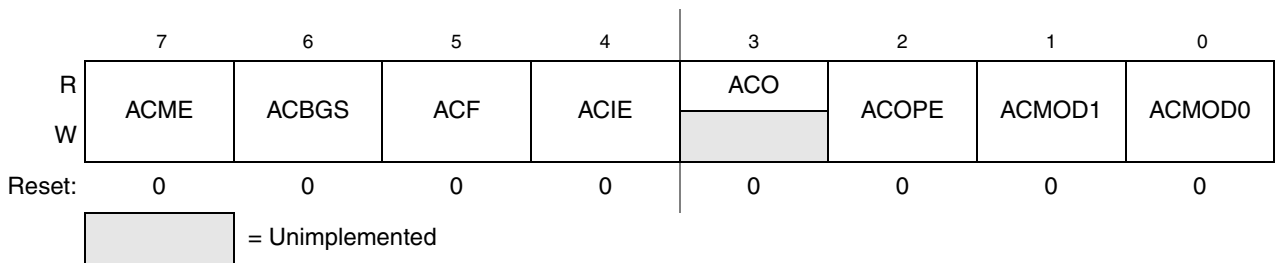 7 6 5 4 3 2 1 0
R ACO
ACME ACBGS ACF ACIE ACOPE ACMOD1 ACMOD0
W
Reset: 0 0 0 0 0 0 0 0
= Unimplemented